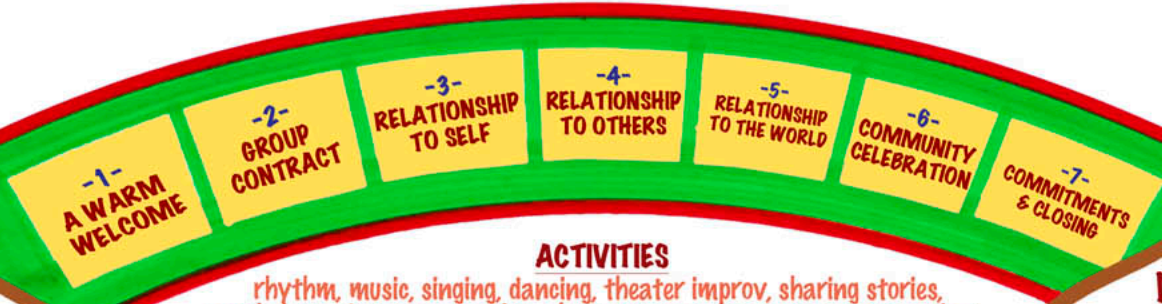 -1-
A WARM
WELCOME
-2-
GROUP
CONTRACT
-3-
RELATIONSHIP
TO SELF
-4-
RELATIONSHIP
TO OTHERS
-5-
RELATIONSHIP
TO THE WORLD
-6-
COMMUNITY
CELEBRATION
-7-
COMMITMENTS
& CLOSING
ACTIVITIES
rhythm, music, singing, dancing, theater improv, sharing stories,